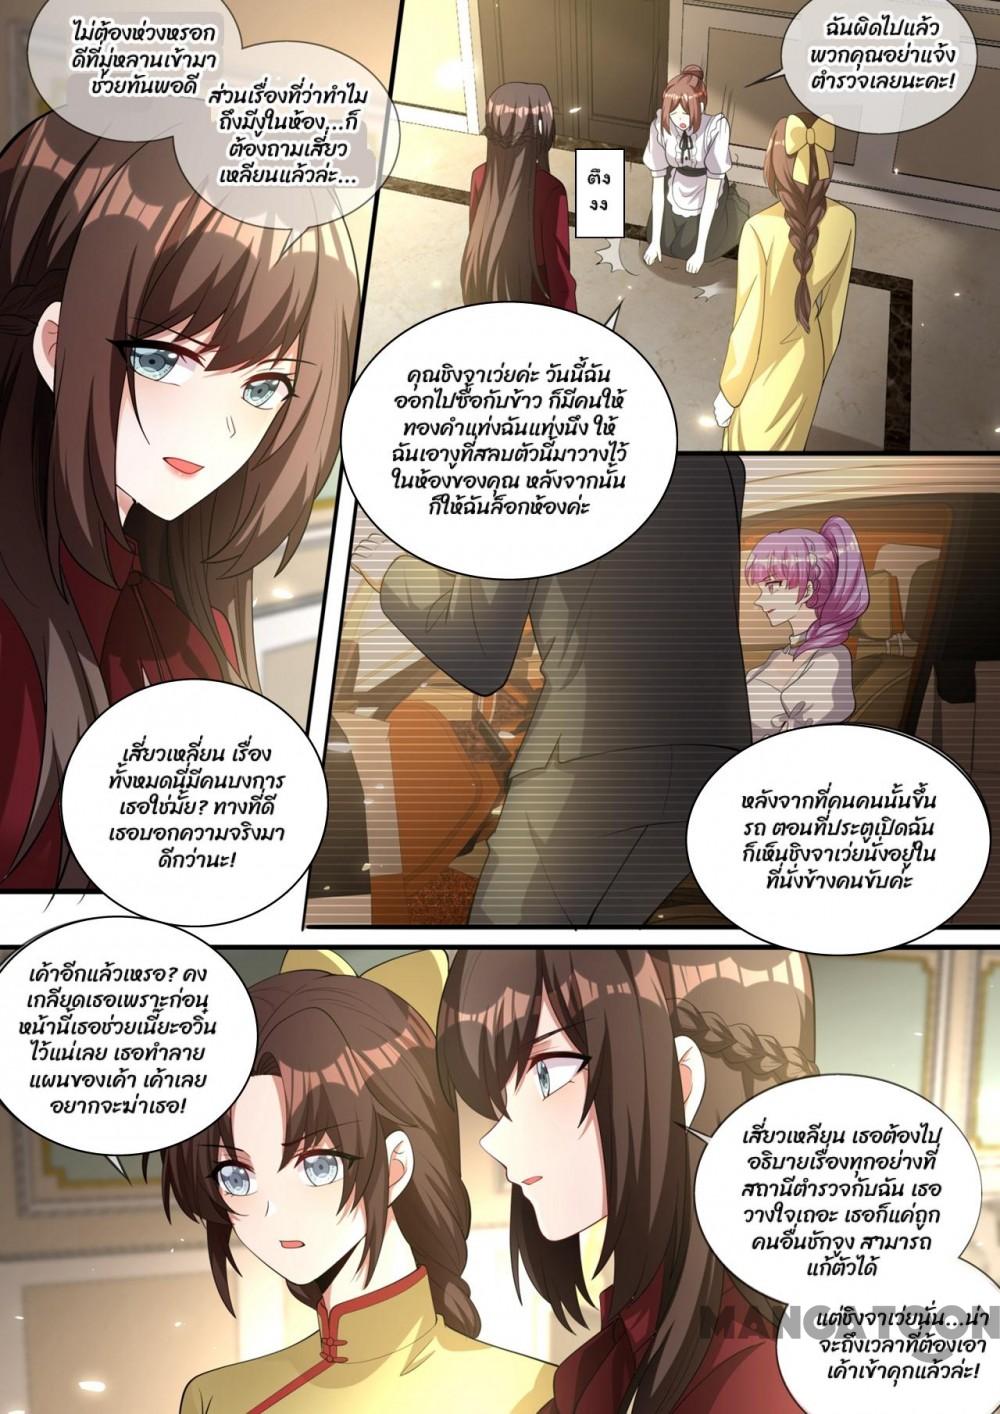 ไม่ต้องห่วงหรอก
ดีที่มู่หลานเข้ามา
ช่วยทันพอดี
ส่วนเรื่องที่ว่าทำไม
ถึงมีงูในห้อง...ก็
ต้องถามเสี่ยว
เหลียนแล้วล่ะ...
ฉันผิดไปแล้ว
พวกคุณอย่าแจ้ง
ตำรวจเลยนะคะ!
ตึง
งง
คุณชิงจาเว่ยค่ะ วันนี้ฉัน
ออกไปซื้อกับข้าว ก็มีคนให้
ทองคำแท่งฉันแท่งนึง ให้
ฉันเอางูที่สลบตัวนี้มาวางไว้
ในห้องของคุณ หลังจากนั้น
ก็ให้ฉันล็อกห้องค่ะ
เสี่ยวเหลี่ยน เรื่อง
ทั้งหมดนี่มีคนบงการ
เธอใช่มั้ย? ทางที่ดี
เธอบอกความจริงมา
ดีกว่านะ!
หลังจากที่คนคนนั้นขึ้น
รถ ตอนที่ประตูเปิดฉัน
ก็เห็นชิงจาเว่ยนั่งอยู่ใน
ที่นั่งข้างคนขับค่ะ
เค้าอีกแล้วเหรอ? คง
เกลียดเธอเพราะก่อน
หน้านี้เธอช่วยเนี๊ยะอวิ๋น
ไว้แน่เลย เธอทำลาย
แผนของเค้า เค้าเลย
อยากจะฆ่าเธอ!
เสี่ยวเหลียน เธอต้องไป
อธิบายเรื่องทุกอย่างที่
สถานีตำรวจกับฉัน เธอ
วางใจเถอะ เธอก็แค่ถูก
คนอื่นชักจูง สามารถ
แก้ตัวได้
แต่ชิงจาเว่ยนั่น...น่า
จะถึงเวลาที่ต้องเอา
เค้าเข้าคุกแล้วล่ะ!
MANGATOON